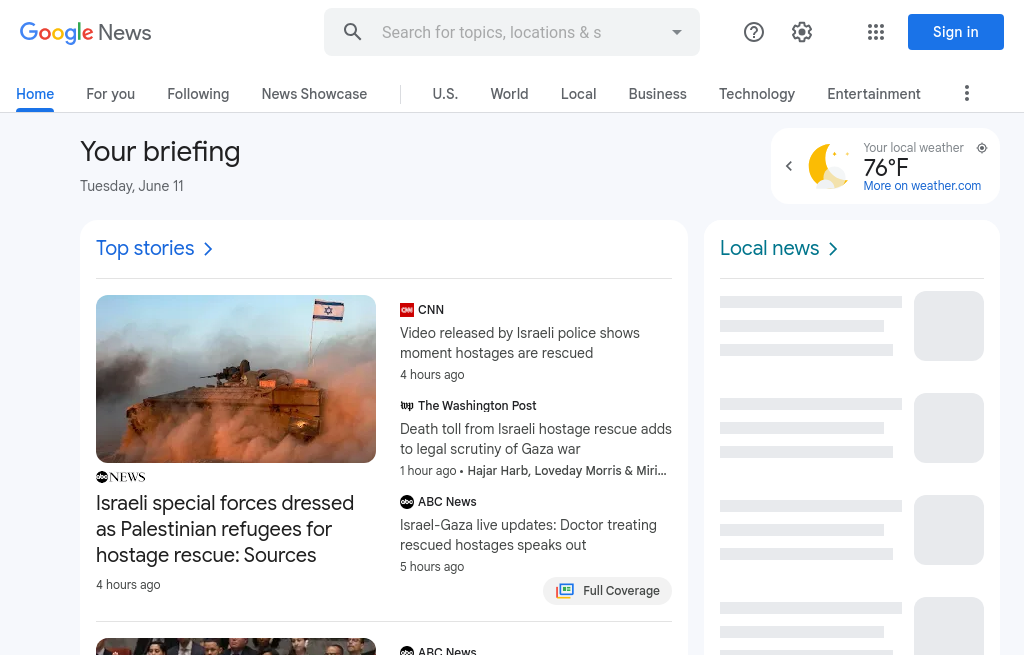 Google News
Search for topics, locations & s
Sign in
Home
For you
Following
News Showcase
U.S.
World
Local
Business
Technology
Entertainment
Your briefing
Tuesday, June 11
Your local weather
76°F
More on weather.com
Top stories
abc NEWS
Israeli special forces dressed
as Palestinian refugees for
hostage rescue: Sources
4 hours ago
CNN
CNN
Video released by Israeli police shows
moment hostages are rescued
4 hours ago
wp The Washington Post
Death toll from Israeli hostage rescue adds
to legal scrutiny of Gaza war
1 hour ago • Hajar Harb, Loveday Morris & Miri...
abc ABC News
Israel-Gaza live updates: Doctor treating
rescued hostages speaks out
5 hours ago
Full Coverage
abc ABC News
Local news